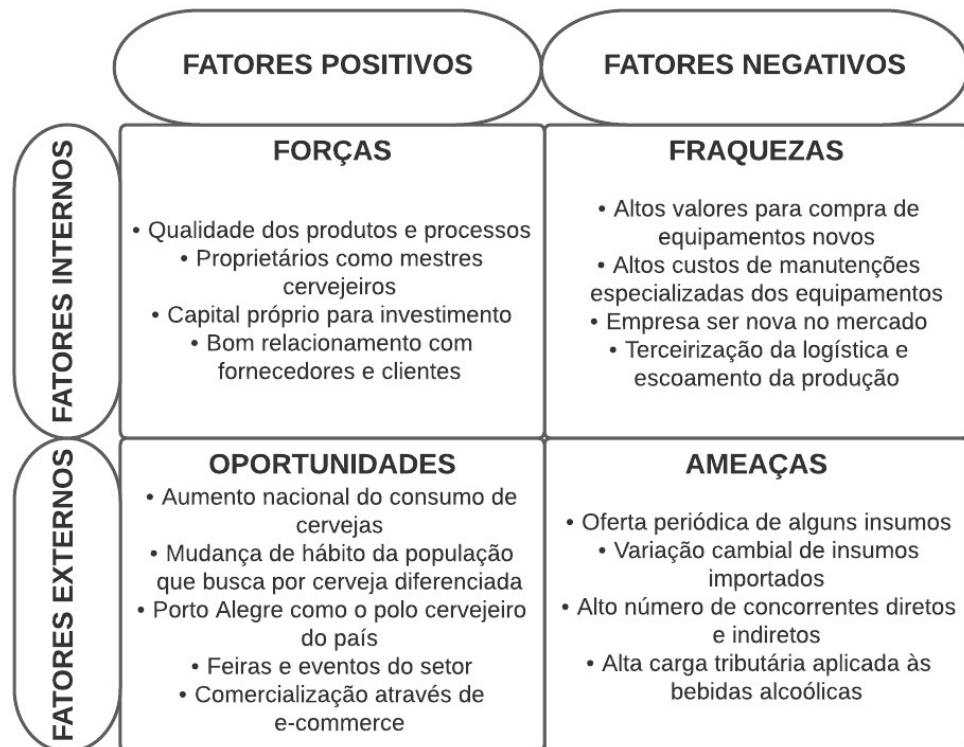 FATORES POSITIVOS
FATORES NEGATIVOS
FATORES INTERNOS
FORÇAS
• Qualidade dos produtos e processos
• Proprietários como mestres
cervejeiros
• Capital próprio para investimento
• Bom relacionamento com
fornecedores e clientes
FRAQUEZAS
• Altos valores para compra de
equipamentos novos
• Altos custos de manutenções
especializadas dos equipamentos
• Empresa ser nova no mercado
• Terceirização da logística e
escoamento da produção
FATORES EXTERNOS
OPORTUNIDADES
• Aumento nacional do consumo de
cervejas
• Mudança de hábito da população
que busca por cerveja diferenciada
• Porto Alegre como o polo cervejeiro
do país
• Feiras e eventos do setor
• Comercialização através de
e-commerce
AMEAÇAS
• Oferta periódica de alguns insumos
• Variação cambial de insumos
importados
• Alto número de concorrentes diretos
e indiretos
• Alta carga tributária aplicada às
bebidas alcoólicas